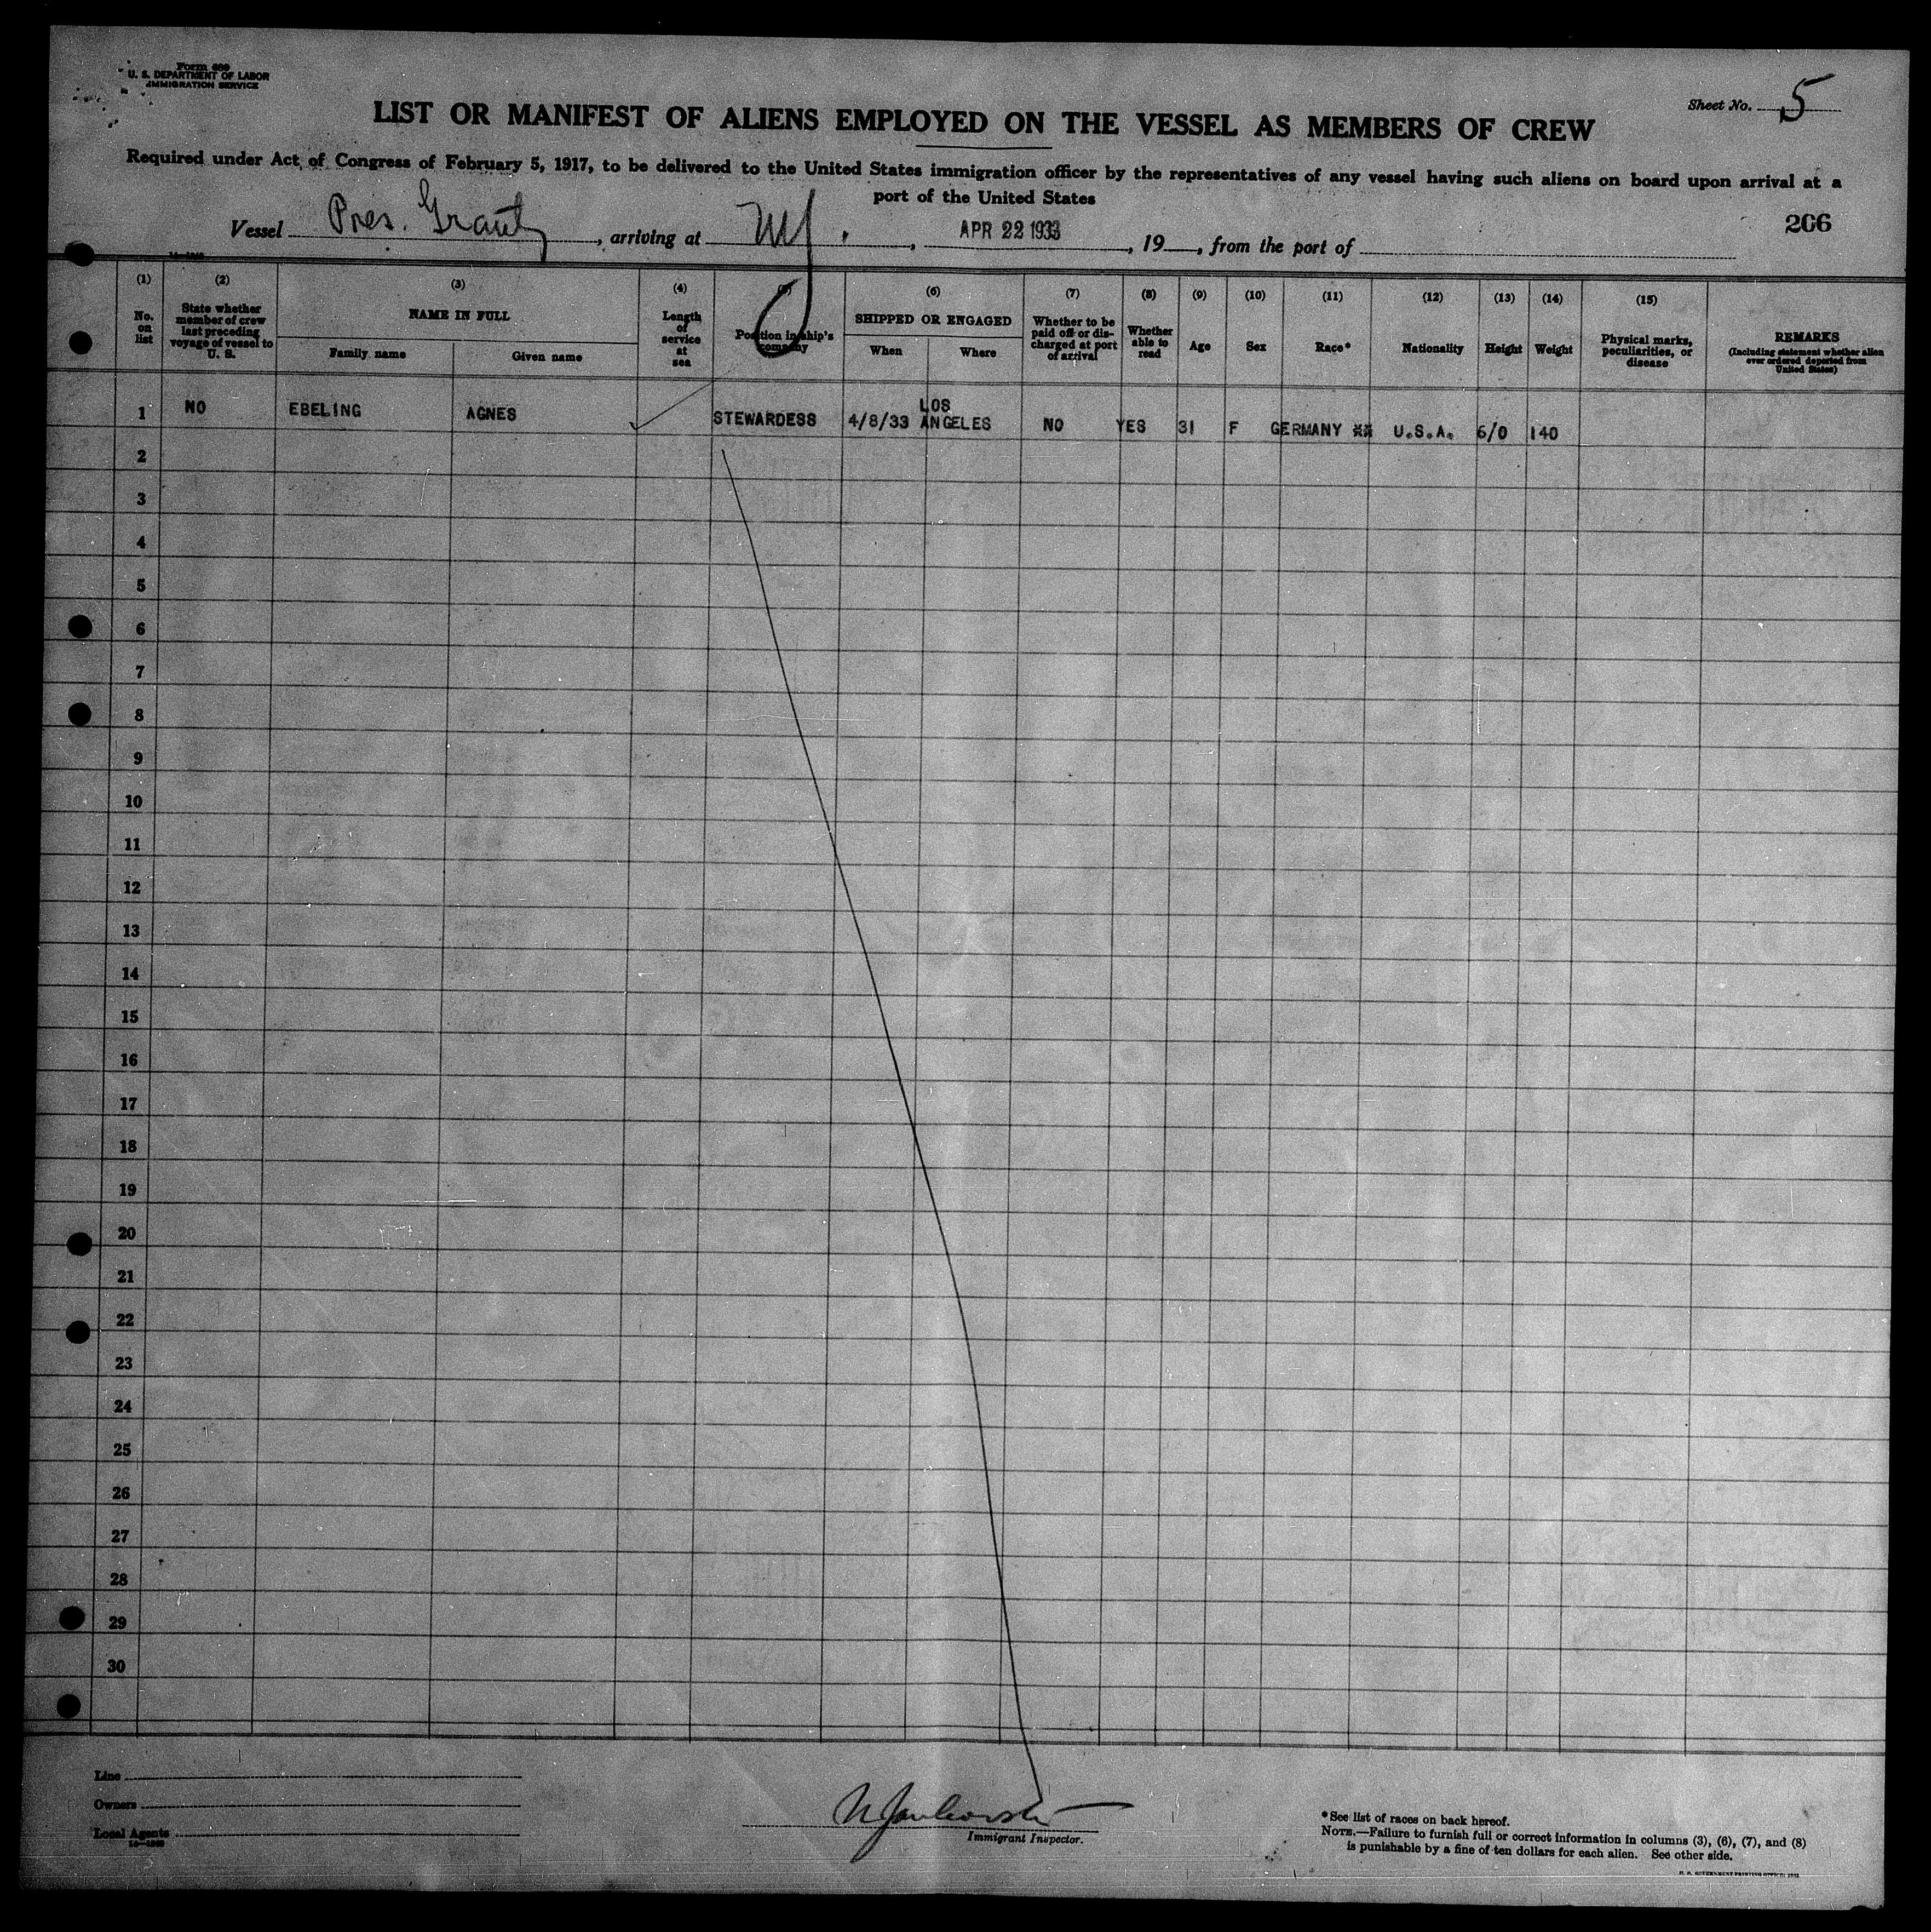 Form 689
U. S. DEPARTMENT OF LABOR
IMMIGRATION SERVICE
Sheet No. 5
LIST OR MANIFEST OF ALIENS EMPLOYED ON THE VESSEL AS MEMBERS OF CREW
Required under Act of Congress of February 5, 1917, to be delivered to the United States immigration officer by the representatives of any vessel having such aliens on board upon arrival at a
port of the United States
266
Vessel Pres. Grant, arriving at NY., APR 22 1933, 19, from the port of
(1) (2) (3) (4) (6) (7) (8) (9) (10) (11) (12) (13) (14) (15)
No. on list
State whether member of crew last preceding voyage of vessel to U. S.
NAME IN FULL
Family name
Given name
Length of service at sea
Position in ship's company
SHIPPED OR ENGAGED
When
Where
Whether to be paid off or discharged at port of arrival
Whether able to read
Age
Sex
Race*
Nationality
Height
Weight
Physical marks, peculiarities, or disease
REMARKS
(Including statement whether alien ever ordered deported from United States)
1 NO EBELING AGNES STEWARDESS 4/8/33 LOS ANGELES NO YES 31 F GERMANY U.S.A. 6/0 140
2
3
4
5
6
7
8
9
10
11
12
13
14
15
16
17
18
19
20
21
22
23
24
25
26
27
28
29
30
Line
Owners
Local Agents
Immigrant Inspector.
*See list of races on back hereof.
NOTE.—Failure to furnish full or correct information in columns (3), (6), (7), and (8)
is punishable by a fine of ten dollars for each alien. See other side.